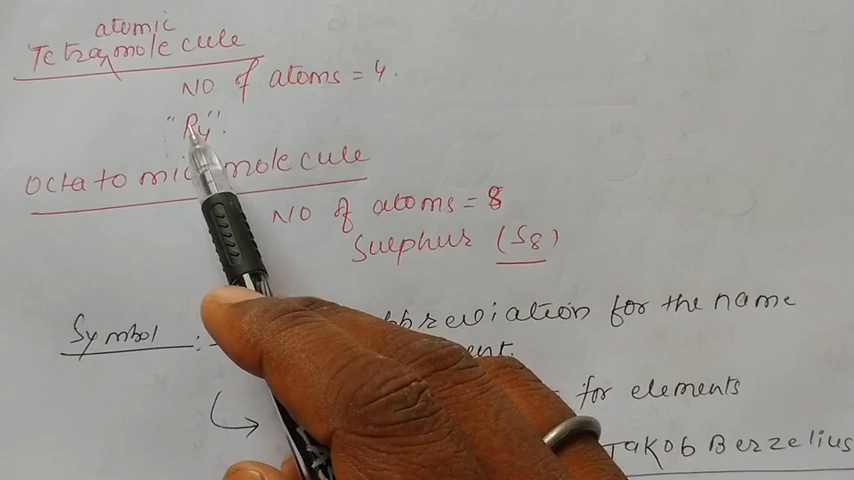 atomic
Tetra molecule
NO of atoms = 4.
"P4".
Octatomic molecule
NO of atoms = 8
Sulphur (S8)
Symbol : abbreviation for the name
for elements
Jakob Berzelius